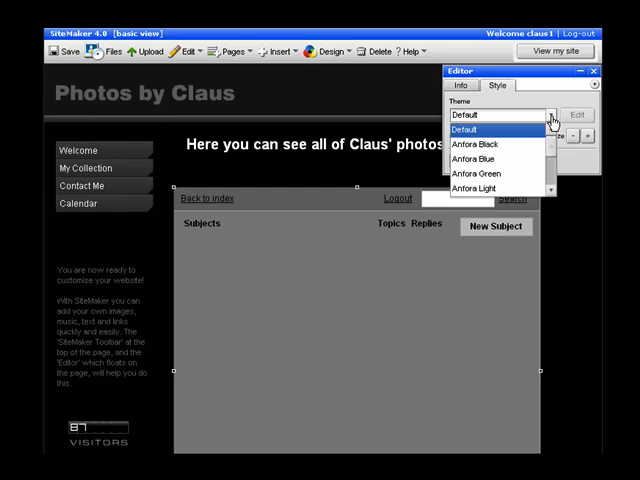 SiteMaker 4.0 [basic view]
Welcome claus1 | Log-out
Save Files Upload Edit Pages Insert Design Delete ? Help View my site
Photos by Claus
Editor
Info Style
Theme
Default Edit
Default
Anfora Black
Anfora Blue
Anfora Green
Anfora Light
Welcome
My Collection
Contact Me
Calendar
Here you can see all of Claus' photos
Back to index Logout Search
Subjects Topics Replies New Subject
You are now ready to
customise your website!
With SiteMaker you can
add your own images,
music, text and links
quickly and easily. The
'SiteMaker Toolbar' at the
top of the page, and the
'Editor' which floats on
the page, will help you do
this.
87
VISITORS